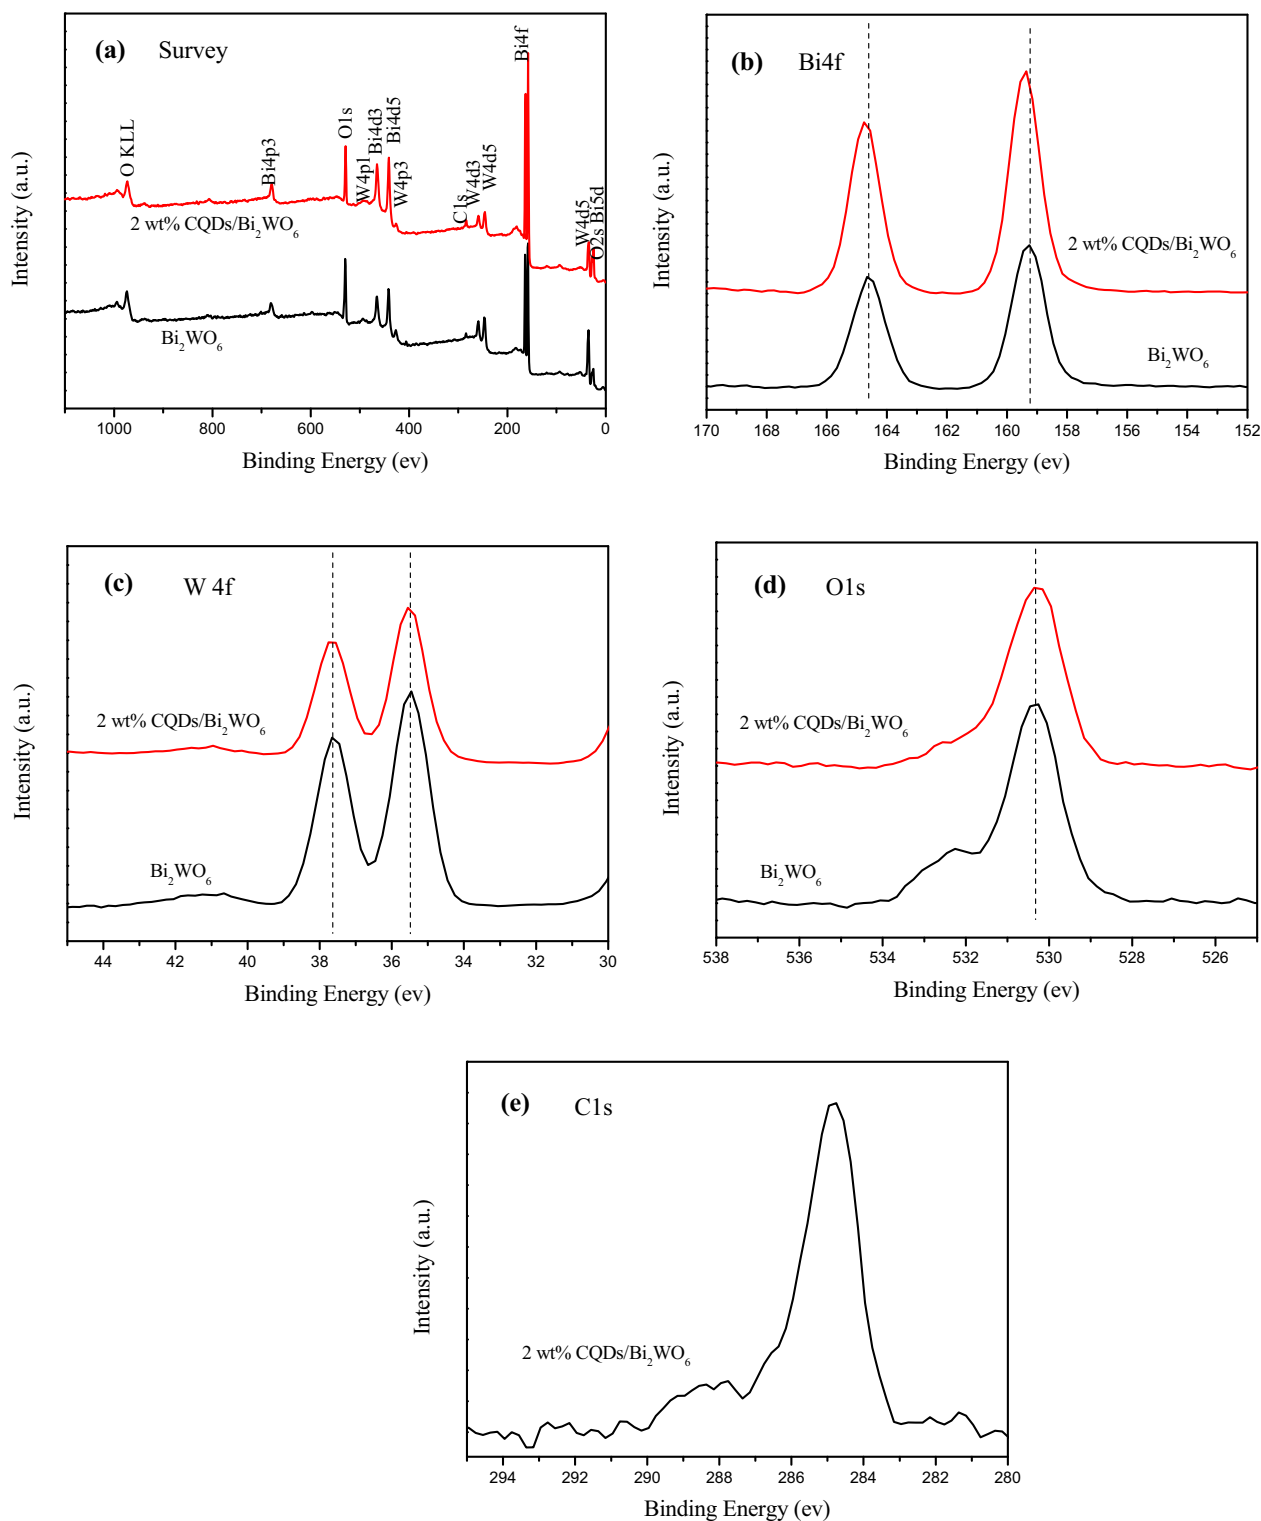 (a) Survey
Intensity (a.u.)
O KLL
Bi4p3
O1s
W4p1
Bi4d3
Bi4d5
W4p3
C1s
W4d3
W4d5
Bi4f
W4d5
O2s Bi5d
2 wt% CQDs/Bi₂WO₆
Bi₂WO₆
1000 800 600 400 200 0
Binding Energy (ev)
(b) Bi4f
Intensity (a.u.)
2 wt% CQDs/Bi₂WO₆
Bi₂WO₆
170 168 166 164 162 160 158 156 154 152
Binding Energy (ev)
(c) W 4f
Intensity (a.u.)
2 wt% CQDs/Bi₂WO₆
Bi₂WO₆
44 42 40 38 36 34 32 30
Binding Energy (ev)
(d) O1s
Intensity (a.u.)
2 wt% CQDs/Bi₂WO₆
Bi₂WO₆
538 536 534 532 530 528 526
Binding Energy (ev)
(e) C1s
Intensity (a.u.)
2 wt% CQDs/Bi₂WO₆
294 292 290 288 286 284 282 280
Binding Energy (ev)